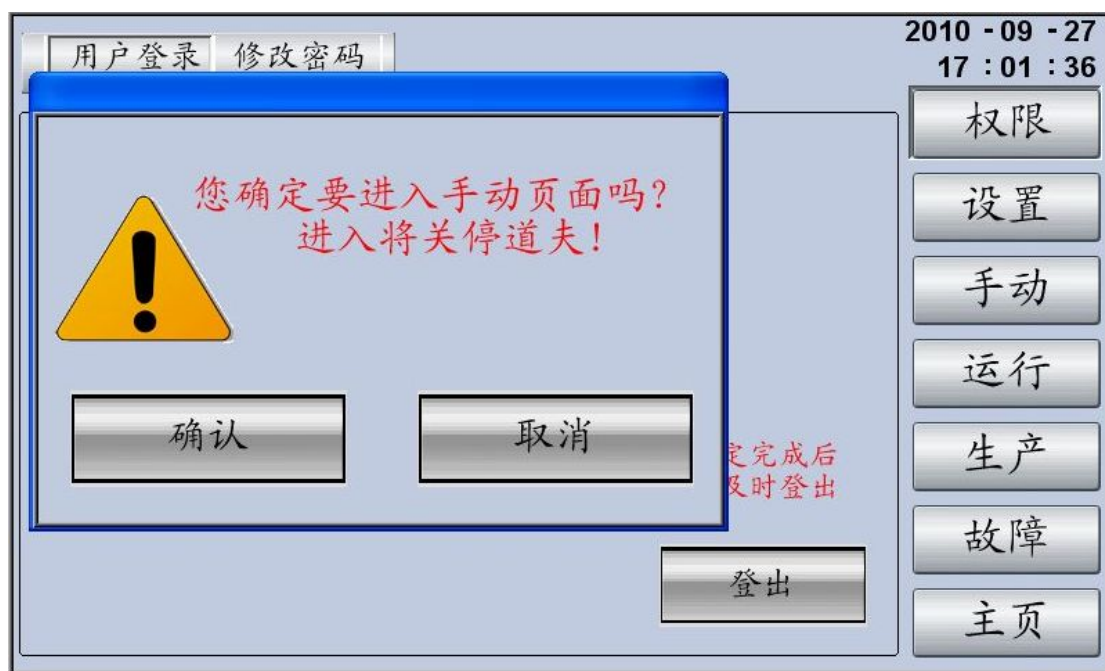 2010 - 09 - 27
17 : 01 : 36
用户登录 修改密码
您确定要进入手动页面吗?
进入将关停道夫!
确认
取消
定完成后
及时登出
登出
权限
设置
手动
运行
生产
故障
主页